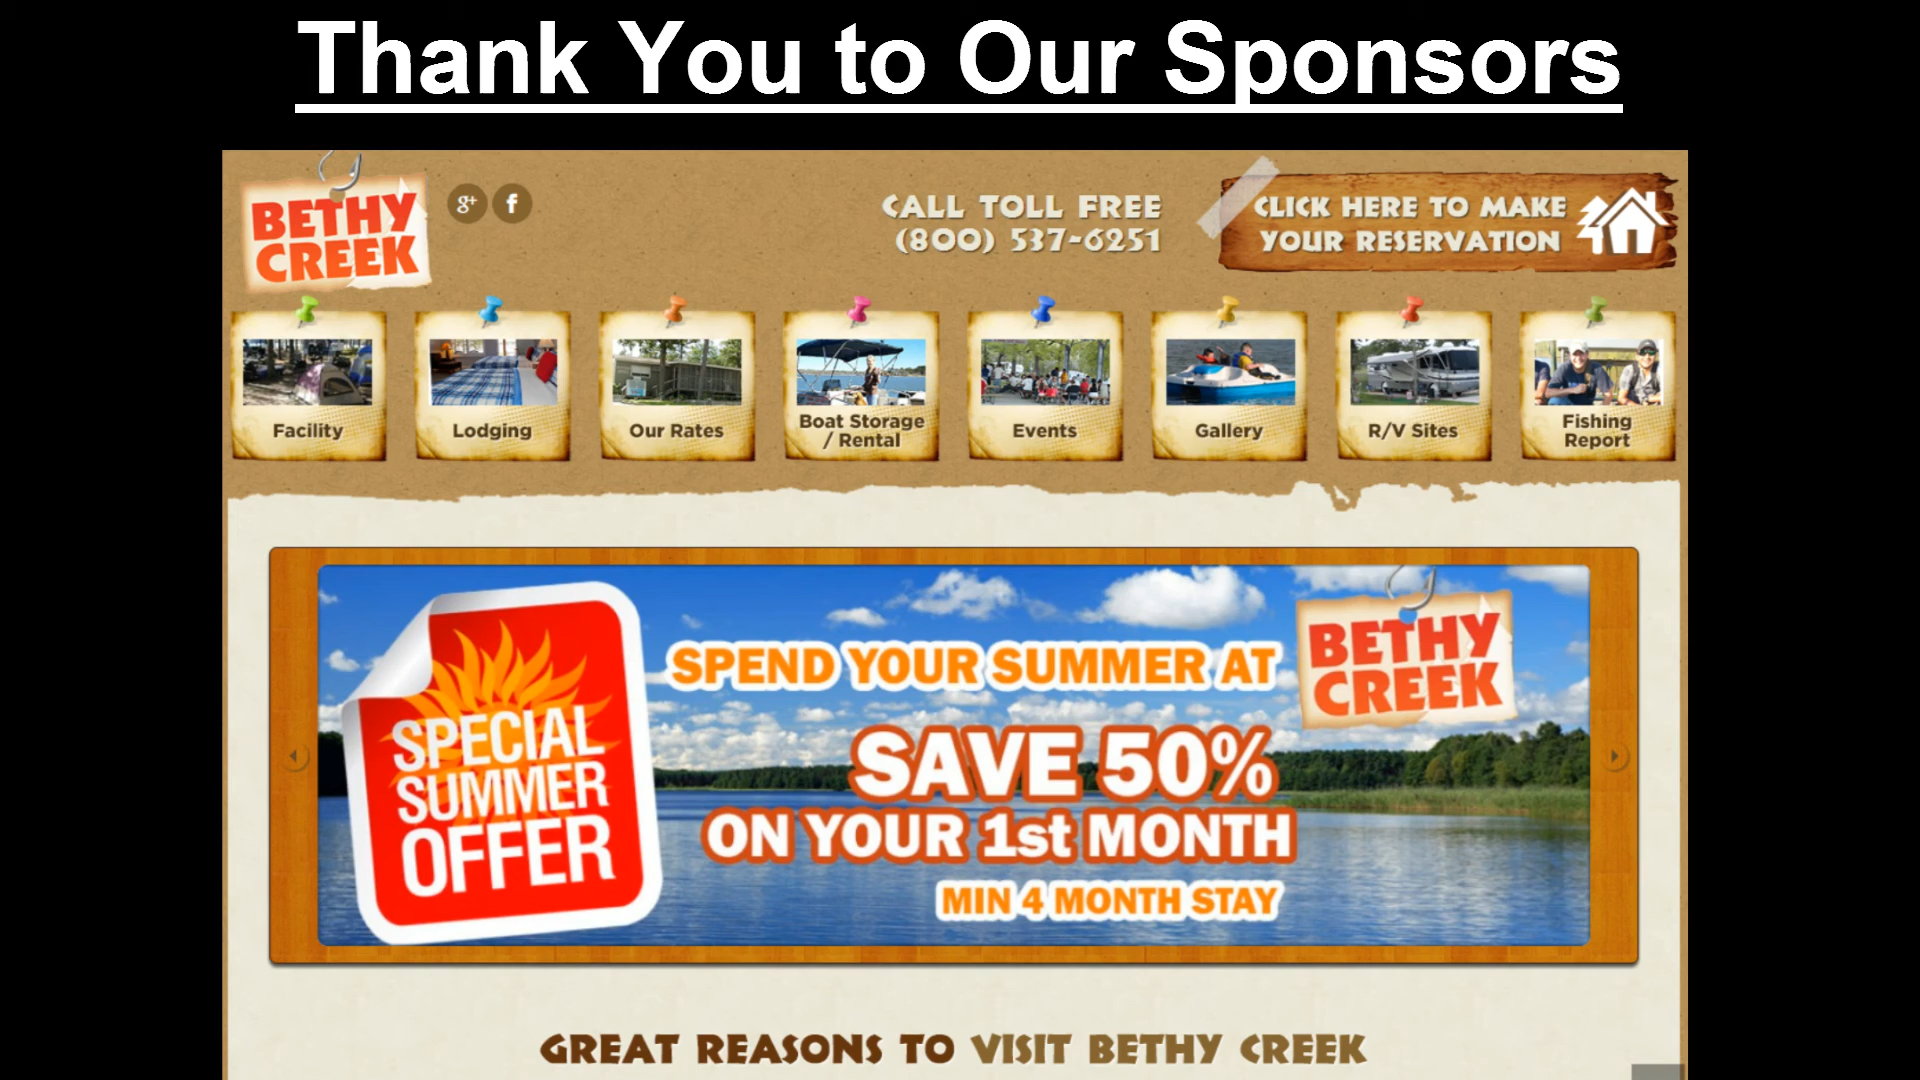 Thank You to Our Sponsors
BETHY
CREEK
g+ f
CALL TOLL FREE
(800) 537-6251
CLICK HERE TO MAKE
YOUR RESERVATION
Facility
Lodging
Our Rates
Boat Storage
/ Rental
Events
Gallery
R/V Sites
Fishing
Report
SPECIAL
SUMMER
OFFER
SPEND YOUR SUMMER AT
BETHY
CREEK
SAVE 50%
ON YOUR 1st MONTH
MIN 4 MONTH STAY
GREAT REASONS TO VISIT BETHY CREEK